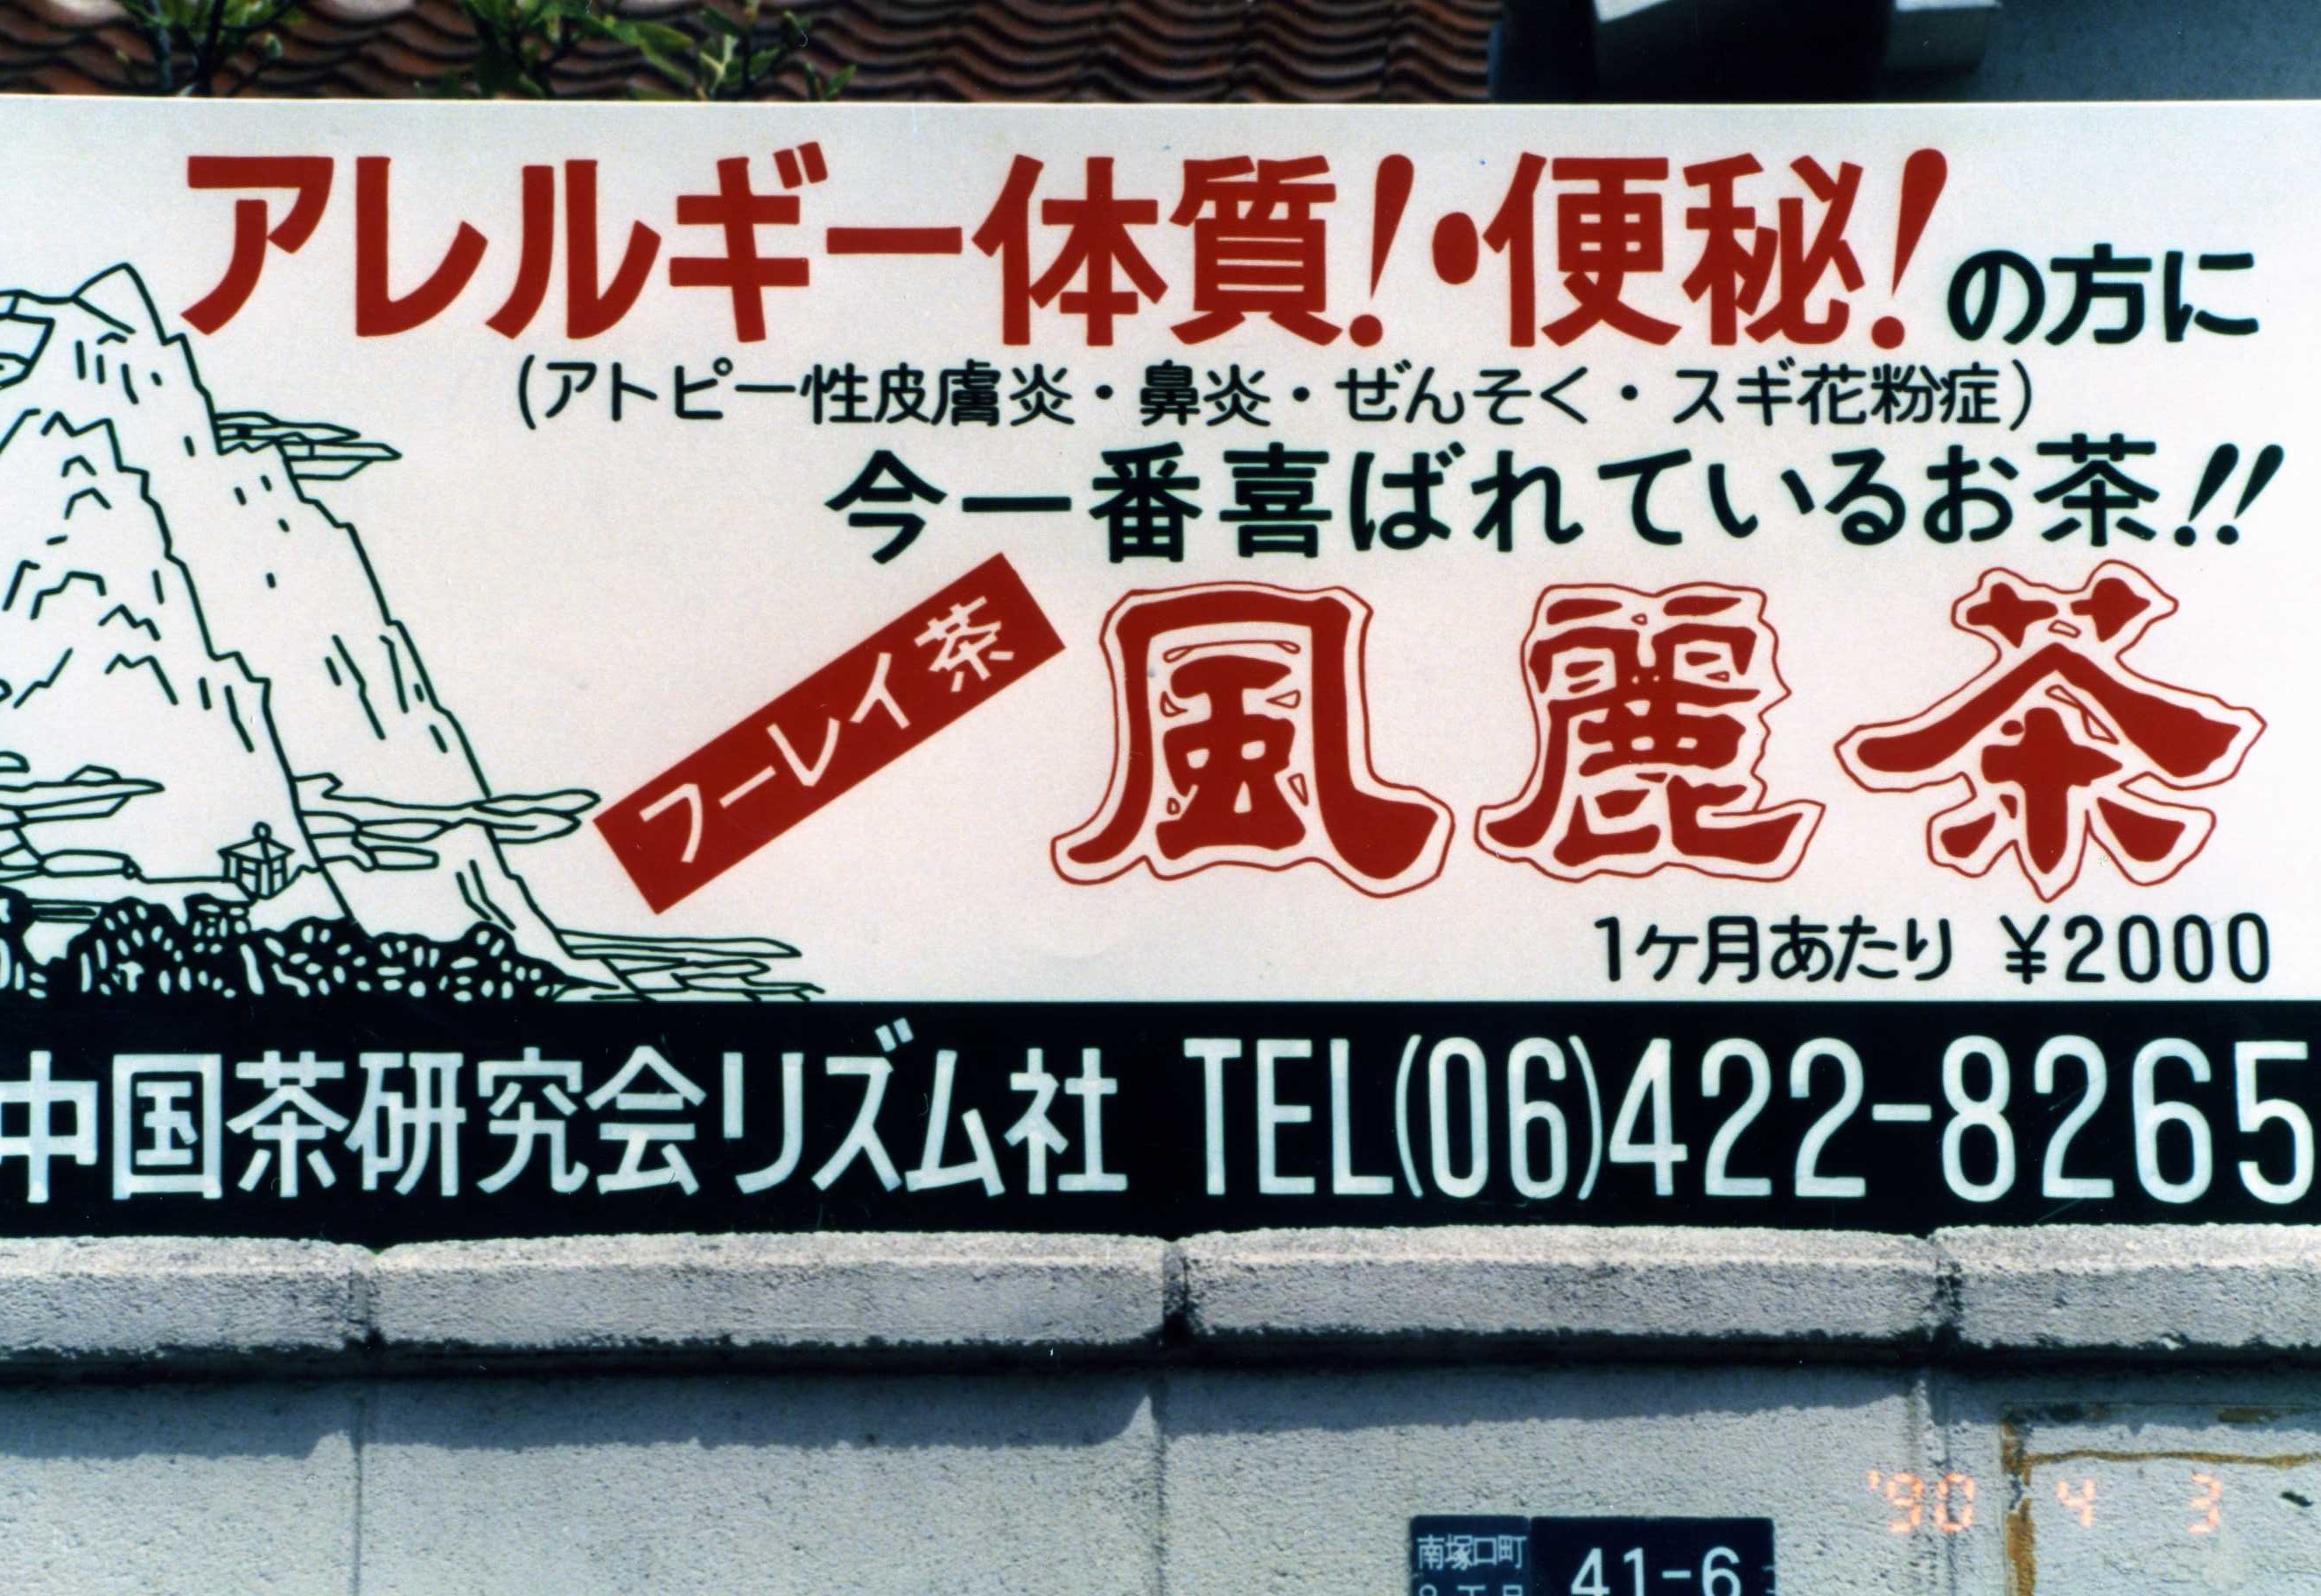 アレルギー体質!・便秘!の方に
(アトピー性皮膚炎・鼻炎・ぜんそく・スギ花粉症)
今一番喜ばれているお茶!!
フーレイ茶
風麗茶
1ヶ月あたり ¥2000
中国茶研究会リズム社 TEL(06)422-8265
'90 4 3
南塚口町
41-6